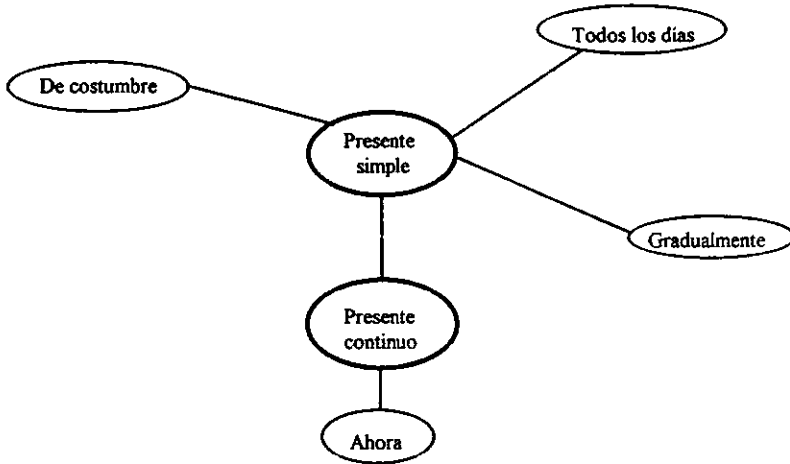 Todos los días
De costumbre
Presente
simple
Gradualmente
Presente
continuo
Ahora